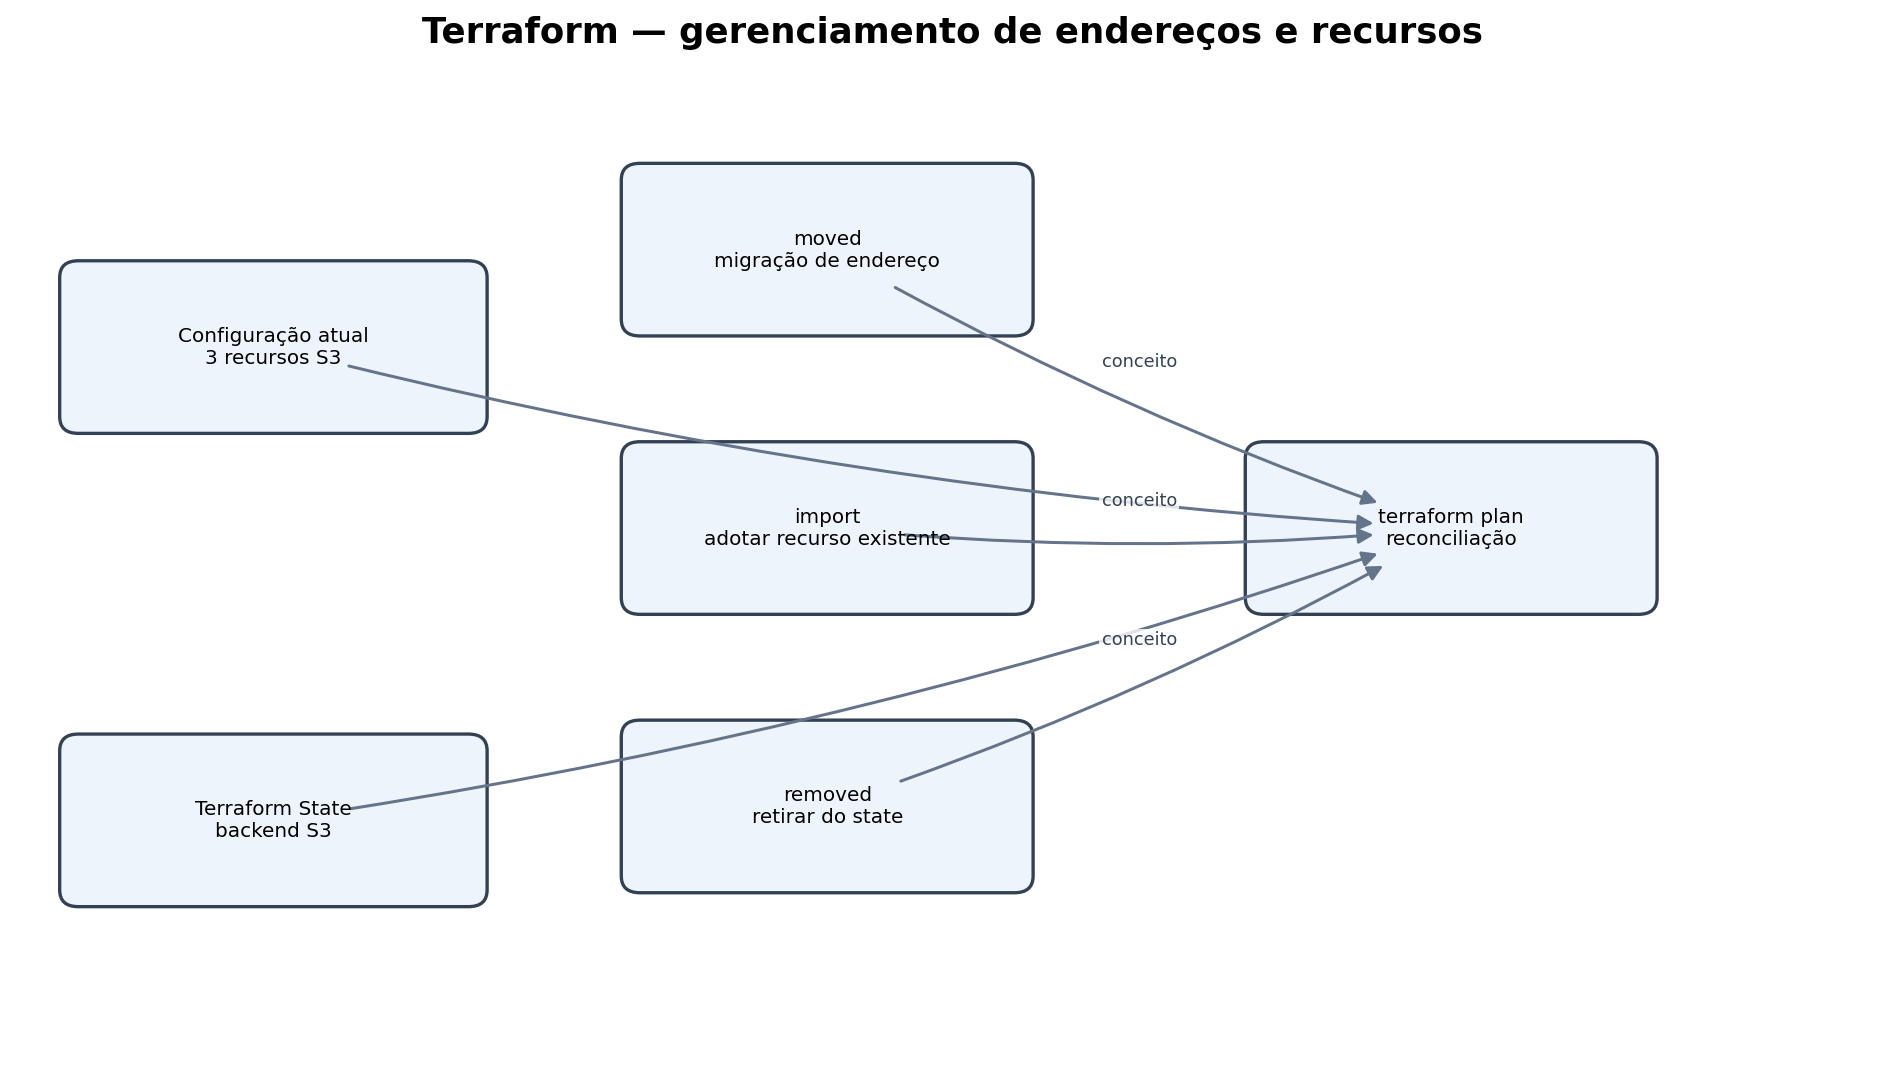 Terraform — gerenciamento de endereços e recursos
moved
migração de endereço
Configuração atual
3 recursos S3
conceito
conceito
import
adotar recurso existente
terraform plan
reconciliação
conceito
removed
retirar do state
Terraform State
backend S3